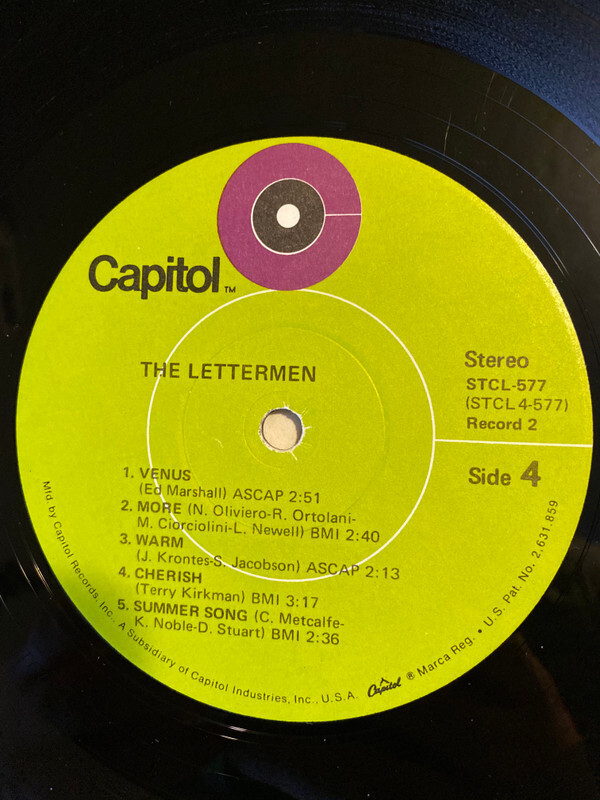 Capitol™
THE LETTERMEN
Stereo
STCL-577
(STCL 4-577)
Record 2
Side 4
1. VENUS
(Ed Marshall) ASCAP 2:51
2. MORE (N. Oliviero-R. Ortolani-
M. Ciorciolini-L. Newell) BMI 2:40
3. WARM
(J. Krontes-S. Jacobson) ASCAP 2:13
4. CHERISH
(Terry Kirkman) BMI 3:17
5. SUMMER SONG (C. Metcalfe-
K. Noble-D. Stuart) BMI 2:36
Mfd. by Capitol Records, Inc., A Subsidiary of Capitol Industries, Inc., U.S.A. Capitol ® Marca Reg. • U.S. Pat. No. 2,631,859